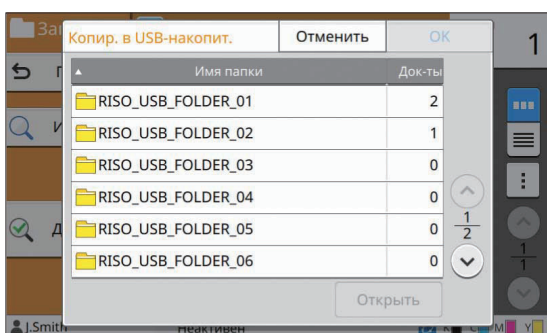 За
Копир. в USB-накопит.
Отменить
OK
1
Имя папки
Док-ты
RISO_USB_FOLDER_01
2
RISO_USB_FOLDER_02
1
RISO_USB_FOLDER_03
0
RISO_USB_FOLDER_04
0
RISO_USB_FOLDER_05
0
RISO_USB_FOLDER_06
0
1
2
1
1
Открыть
J.Smith
Неактивен
M
Y